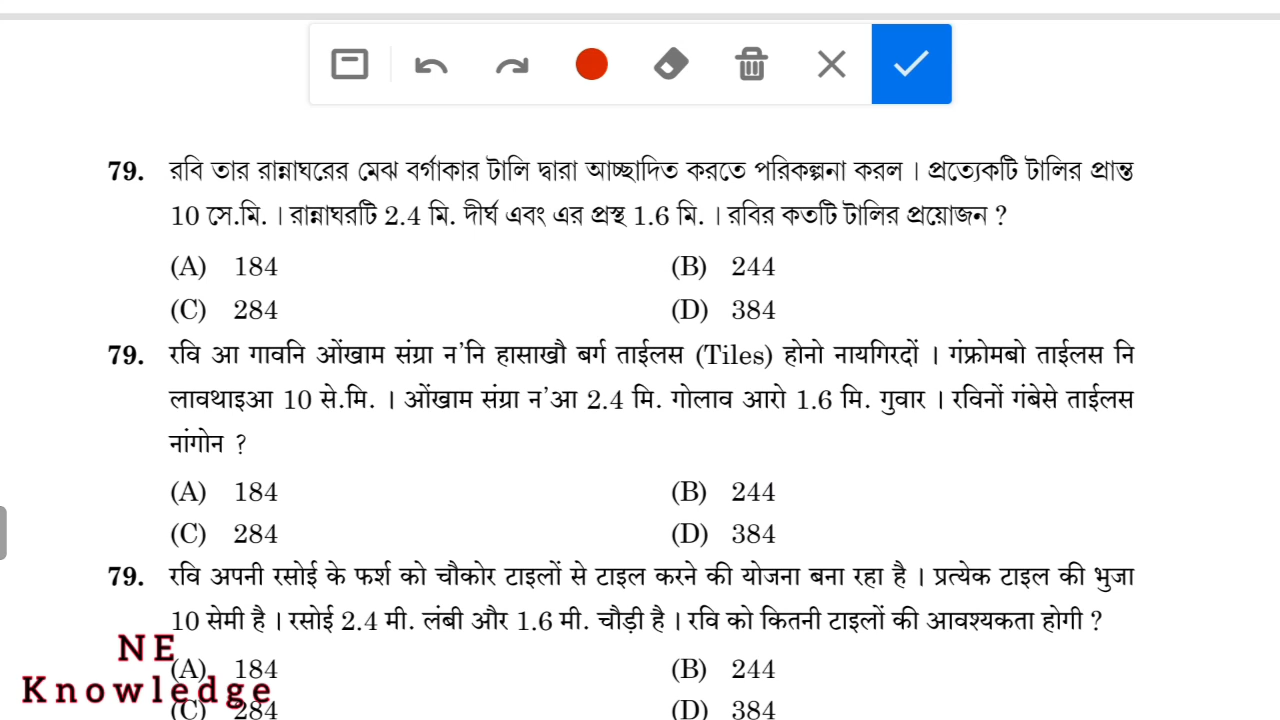 79. রবি তার রান্নাঘরের মেঝ বর্গাকার টালি দ্বারা আচ্ছাদিত করতে পরিকল্পনা করল । প্রত্যেকটি টালির প্রান্ত
10 সে.মি. । রান্নাঘরটি 2.4 মি. দীর্ঘ এবং এর প্রস্থ 1.6 মি. । রবির কতটি টালির প্রয়োজন ?
(A) 184 (B) 244
(C) 284 (D) 384
79. रवि आ गावनि ओंखाम संग्रा न'नि हासाखौ बर्ग ताईलस (Tiles) होनो नायगिरदों । गंफ्रोमबो ताईलस नि
लावथाइआ 10 से.मि. । ओंखाम संग्रा न'आ 2.4 मि. गोलाव आरो 1.6 मि. गुवार । रविनों गंबेसे ताईलस
नांगोन ?
(A) 184 (B) 244
(C) 284 (D) 384
79. रवि अपनी रसोई के फर्श को चौकोर टाइलों से टाइल करने की योजना बना रहा है । प्रत्येक टाइल की भुजा
10 सेमी है । रसोई 2.4 मी. लंबी और 1.6 मी. चौड़ी है । रवि को कितनी टाइलों की आवश्यकता होगी ?
NE
(A) 184 (B) 244
Knowledge
(C) 284 (D) 384